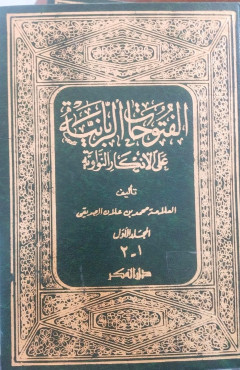 الفتوحات الربانية
على الأذكار النواوية
تأليف
العلامة محمد بن علان الصديقي
المجلد الأول
١-٢
دار الفكر